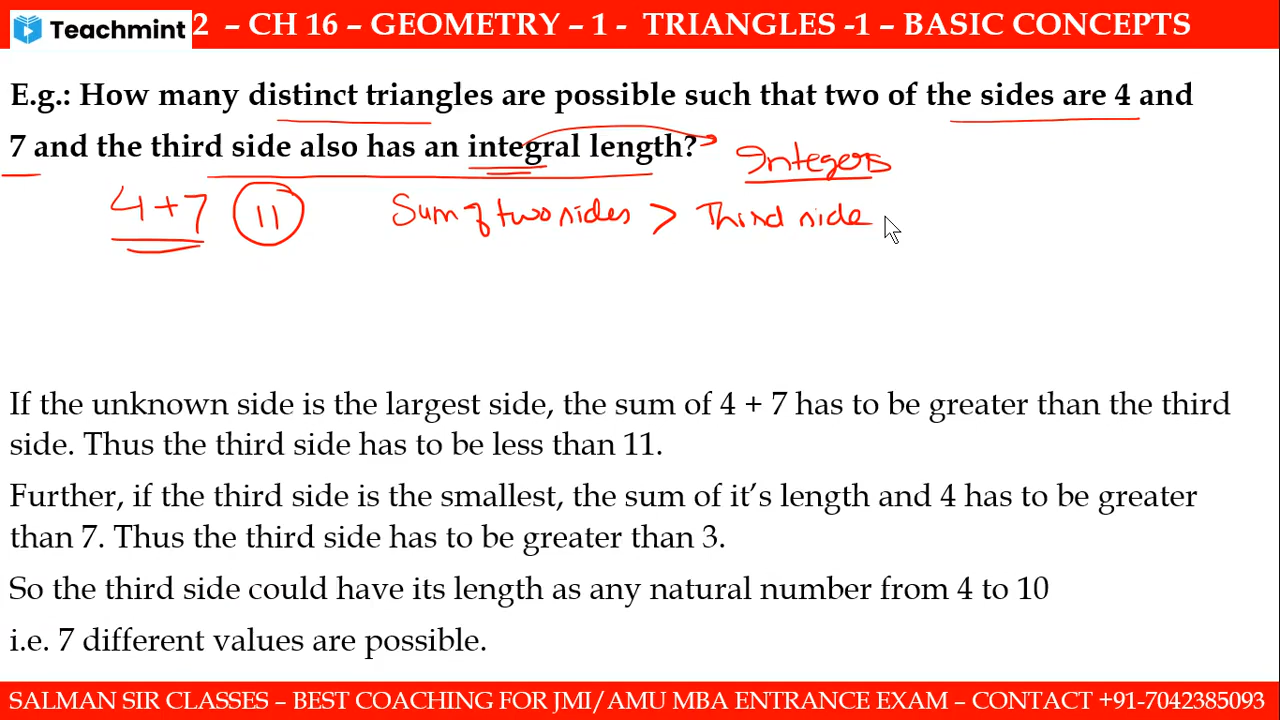 Teachmint
2 – CH 16 – GEOMETRY – 1 - TRIANGLES -1 – BASIC CONCEPTS
E.g.: How many distinct triangles are possible such that two of the sides are 4 and
7 and the third side also has an integral length?
Integers
4+7 11 Sum of two sides > Third side
If the unknown side is the largest side, the sum of 4 + 7 has to be greater than the third
side. Thus the third side has to be less than 11.
Further, if the third side is the smallest, the sum of it’s length and 4 has to be greater
than 7. Thus the third side has to be greater than 3.
So the third side could have its length as any natural number from 4 to 10
i.e. 7 different values are possible.
SALMAN SIR CLASSES – BEST COACHING FOR JMI/AMU MBA ENTRANCE EXAM – CONTACT +91-7042385093